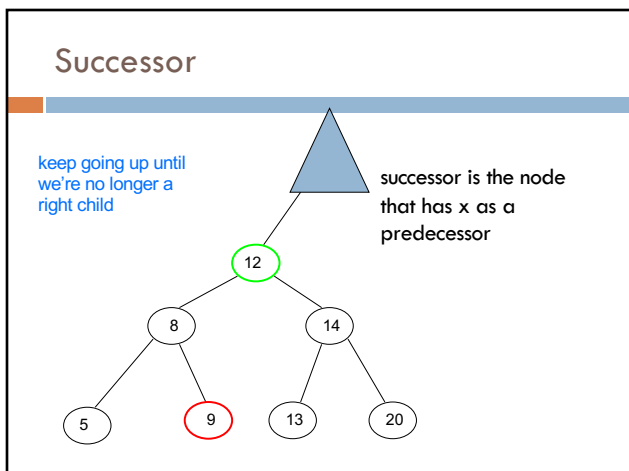 Successor
keep going up until
we’re no longer a
right child
successor is the node
that has x as a
predecessor
12
8
14
5
9
13
20